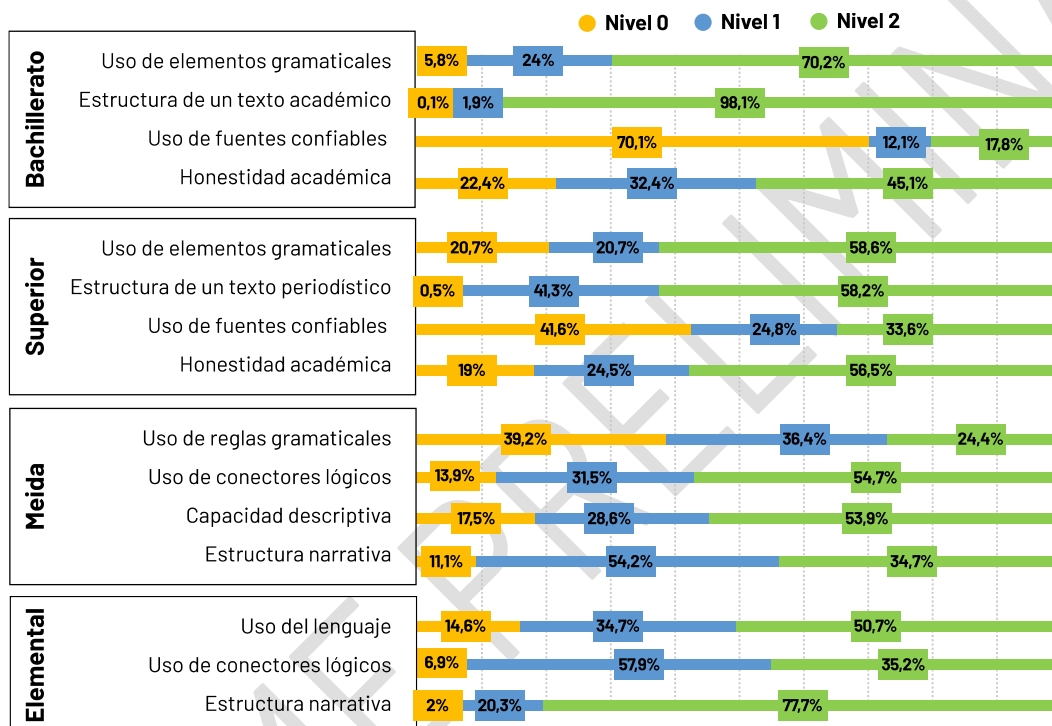 Nivel 0 Nivel 1 Nivel 2
Bachillerato
Uso de elementos gramaticales 5,8% 24% 70,2%
Estructura de un texto académico 0,1% 1,9% 98,1%
Uso de fuentes confiables 70,1% 12,1% 17,8%
Honestidad académica 22,4% 32,4% 45,1%
Superior
Uso de elementos gramaticales 20,7% 20,7% 58,6%
Estructura de un texto periodístico 0,5% 41,3% 58,2%
Uso de fuentes confiables 41,6% 24,8% 33,6%
Honestidad académica 19% 24,5% 56,5%
Meida
Uso de reglas gramaticales 39,2% 36,4% 24,4%
Uso de conectores lógicos 13,9% 31,5% 54,7%
Capacidad descriptiva 17,5% 28,6% 53,9%
Estructura narrativa 11,1% 54,2% 34,7%
Elemental
Uso del lenguaje 14,6% 34,7% 50,7%
Uso de conectores lógicos 6,9% 57,9% 35,2%
Estructura narrativa 2% 20,3% 77,7%